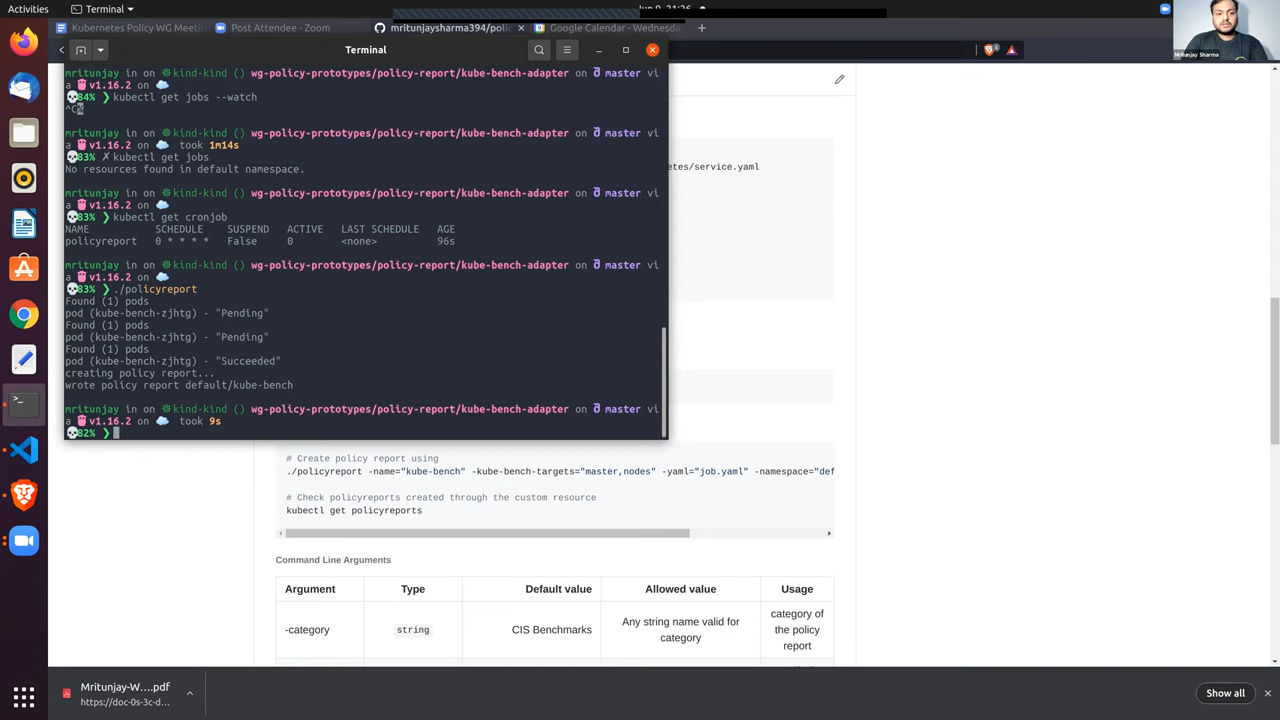 Activities
Terminal
Jun 9 21:26
Kubernetes Policy WG Meeti
Post Attendee - Zoom
mritunjaysharma394/poli
Google Calendar - Wednesda
Mritunjay Sharma
Terminal
mritunjay in on ☸kind-kind () wg-policy-prototypes/policy-report/kube-bench-adapter on master vi
a v1.16.2 on ☁️
💀84% ❯ kubectl get jobs --watch
^C
mritunjay in on ☸kind-kind () wg-policy-prototypes/policy-report/kube-bench-adapter on master vi
a v1.16.2 on ☁️ took 1m14s
💀83% ✗ kubectl get jobs
No resources found in default namespace.
mritunjay in on ☸kind-kind () wg-policy-prototypes/policy-report/kube-bench-adapter on master vi
a v1.16.2 on ☁️
💀83% ❯ kubectl get cronjob
NAME SCHEDULE SUSPEND ACTIVE LAST SCHEDULE AGE
policyreport 0 * * * * False 0 <none> 96s
mritunjay in on ☸kind-kind () wg-policy-prototypes/policy-report/kube-bench-adapter on master vi
a v1.16.2 on ☁️
💀83% ❯ ./policyreport
Found (1) pods
pod (kube-bench-zjhtg) - "Pending"
Found (1) pods
pod (kube-bench-zjhtg) - "Pending"
Found (1) pods
pod (kube-bench-zjhtg) - "Succeeded"
creating policy report...
wrote policy report default/kube-bench
mritunjay in on ☸kind-kind () wg-policy-prototypes/policy-report/kube-bench-adapter on master vi
a v1.16.2 on ☁️ took 9s
💀82% ❯
etes/service.yaml
# Create policy report using
./policyreport -name="kube-bench" -kube-bench-targets="master,nodes" -yaml="job.yaml" -namespace="def
# Check policyreports created through the custom resource
kubectl get policyreports
Command Line Arguments
Argument Type Default value Allowed value Usage
-category string CIS Benchmarks Any string name valid for category category of the policy report
Mritunjay-W....pdf
https://doc-0s-3c-d...
Show all